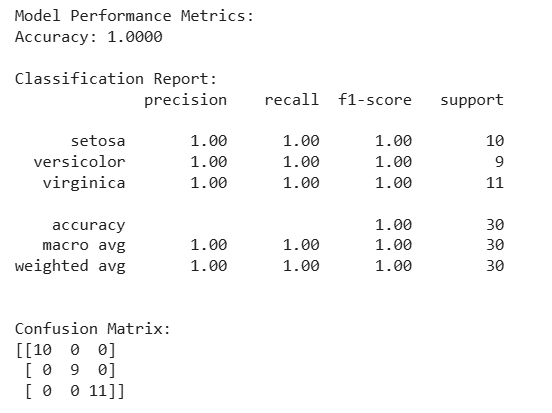 Model Performance Metrics:
Accuracy: 1.0000
Classification Report:
precision recall f1-score support
setosa 1.00 1.00 1.00 10
versicolor 1.00 1.00 1.00 9
virginica 1.00 1.00 1.00 11
accuracy 1.00 30
macro avg 1.00 1.00 1.00 30
weighted avg 1.00 1.00 1.00 30
Confusion Matrix:
[[10 0 0]
[ 0 9 0]
[ 0 0 11]]